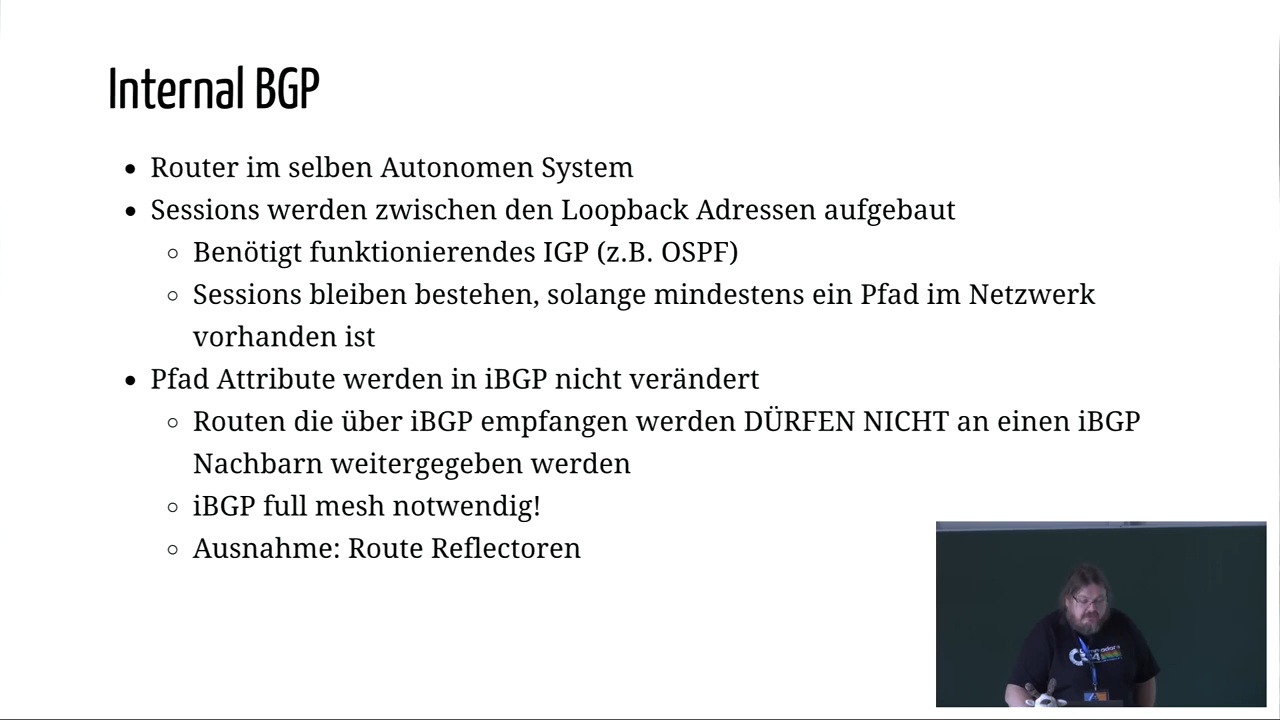 Internal BGP
• Router im selben Autonomen System
• Sessions werden zwischen den Loopback Adressen aufgebaut
◦ Benötigt funktionierendes IGP (z.B. OSPF)
◦ Sessions bleiben bestehen, solange mindestens ein Pfad im Netzwerk
vorhanden ist
• Pfad Attribute werden in iBGP nicht verändert
◦ Routen die über iBGP empfangen werden DÜRFEN NICHT an einen iBGP
Nachbarn weitergegeben werden
◦ iBGP full mesh notwendig!
◦ Ausnahme: Route Reflectoren